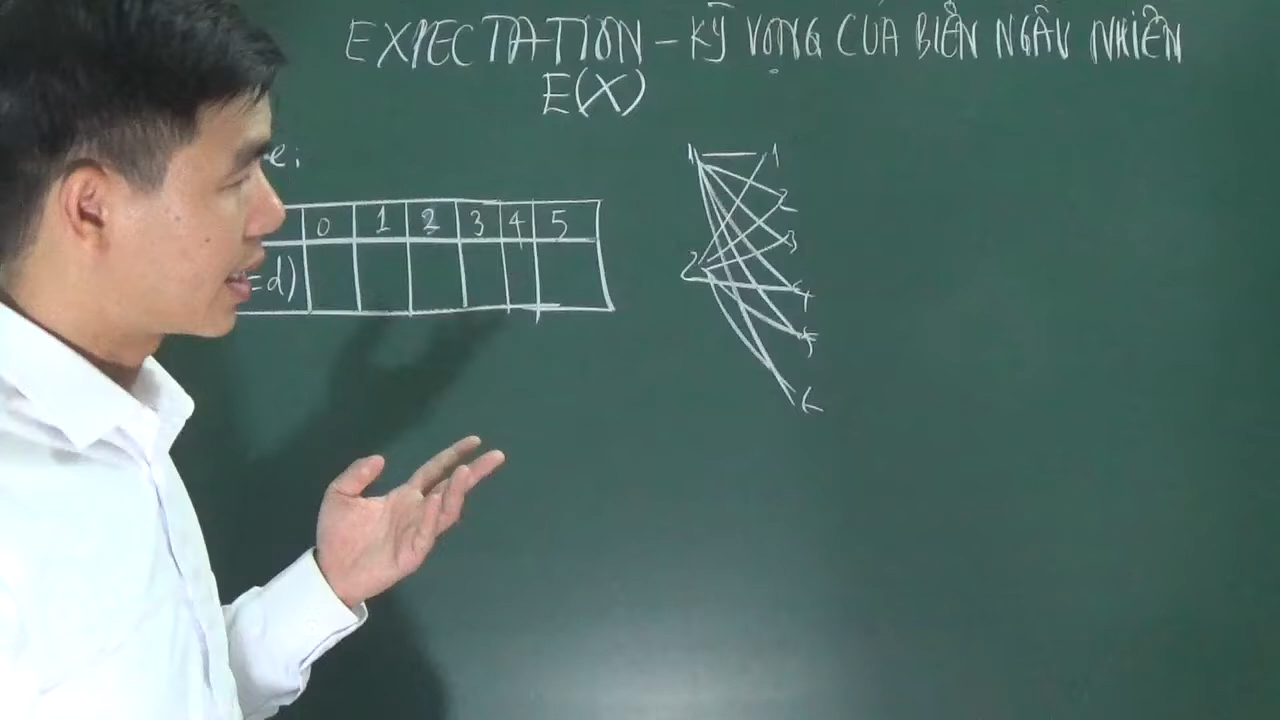 EXPECTATION – KỲ VỌNG CỦA BIẾN NGẪU NHIÊN
E(X)
e:
0 1 2 3 4 5
=d)
1 1
2
2 3
4
5
6